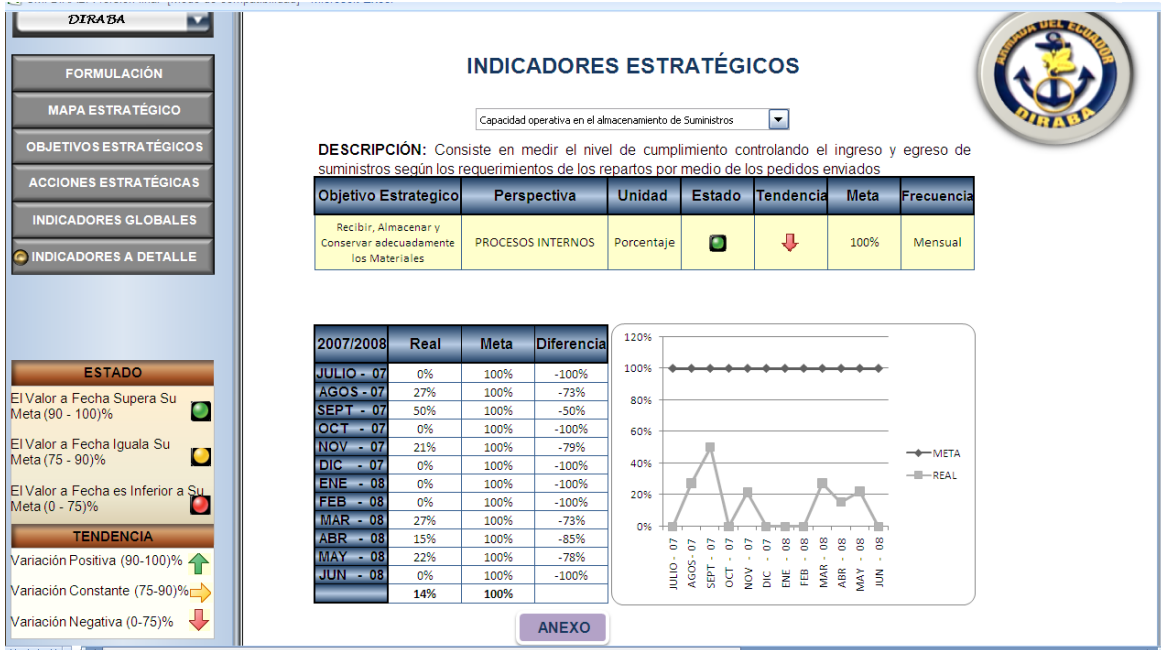 DIRABA
FORMULACIÓN
MAPA ESTRATÉGICO
OBJETIVOS ESTRATÉGICOS
ACCIONES ESTRATÉGICAS
INDICADORES GLOBALES
INDICADORES A DETALLE
ESTADO
El Valor a Fecha Supera Su
Meta (90 - 100)%
El Valor a Fecha Iguala Su
Meta (75 - 90)%
El Valor a Fecha es Inferior a Su
Meta (0 - 75)%
TENDENCIA
Variación Positiva (90-100)%
Variación Constante (75-90)%
Variación Negativa (0-75)%
INDICADORES ESTRATÉGICOS
ARMADA DEL ECUADOR
DIRABA
Capacidad operativa en el almacenamiento de Suministros
DESCRIPCIÓN: Consiste en medir el nivel de cumplimiento controlando el ingreso y egreso de
suministros según los requerimientos de los repartos por medio de los pedidos enviados
Objetivo Estrategico Perspectiva Unidad Estado Tendencia Meta Frecuencia
Recibir, Almacenar y
Conservar adecuadamente
los Materiales
PROCESOS INTERNOS Porcentaje 100% Mensual
2007/2008 Real Meta Diferencia
JULIO - 07 0% 100% -100%
AGOS - 07 27% 100% -73%
SEPT - 07 50% 100% -50%
OCT - 07 0% 100% -100%
NOV - 07 21% 100% -79%
DIC - 07 0% 100% -100%
ENE - 08 0% 100% -100%
FEB - 08 0% 100% -100%
MAR - 08 27% 100% -73%
ABR - 08 15% 100% -85%
MAY - 08 22% 100% -78%
JUN - 08 0% 100% -100%
14% 100%
120%
100%
80%
60%
40%
20%
0%
JULIO - 07
AGOS - 07
SEPT - 07
OCT - 07
NOV - 07
DIC - 07
ENE - 08
FEB - 08
MAR - 08
ABR - 08
MAY - 08
JUN - 08
META
REAL
ANEXO